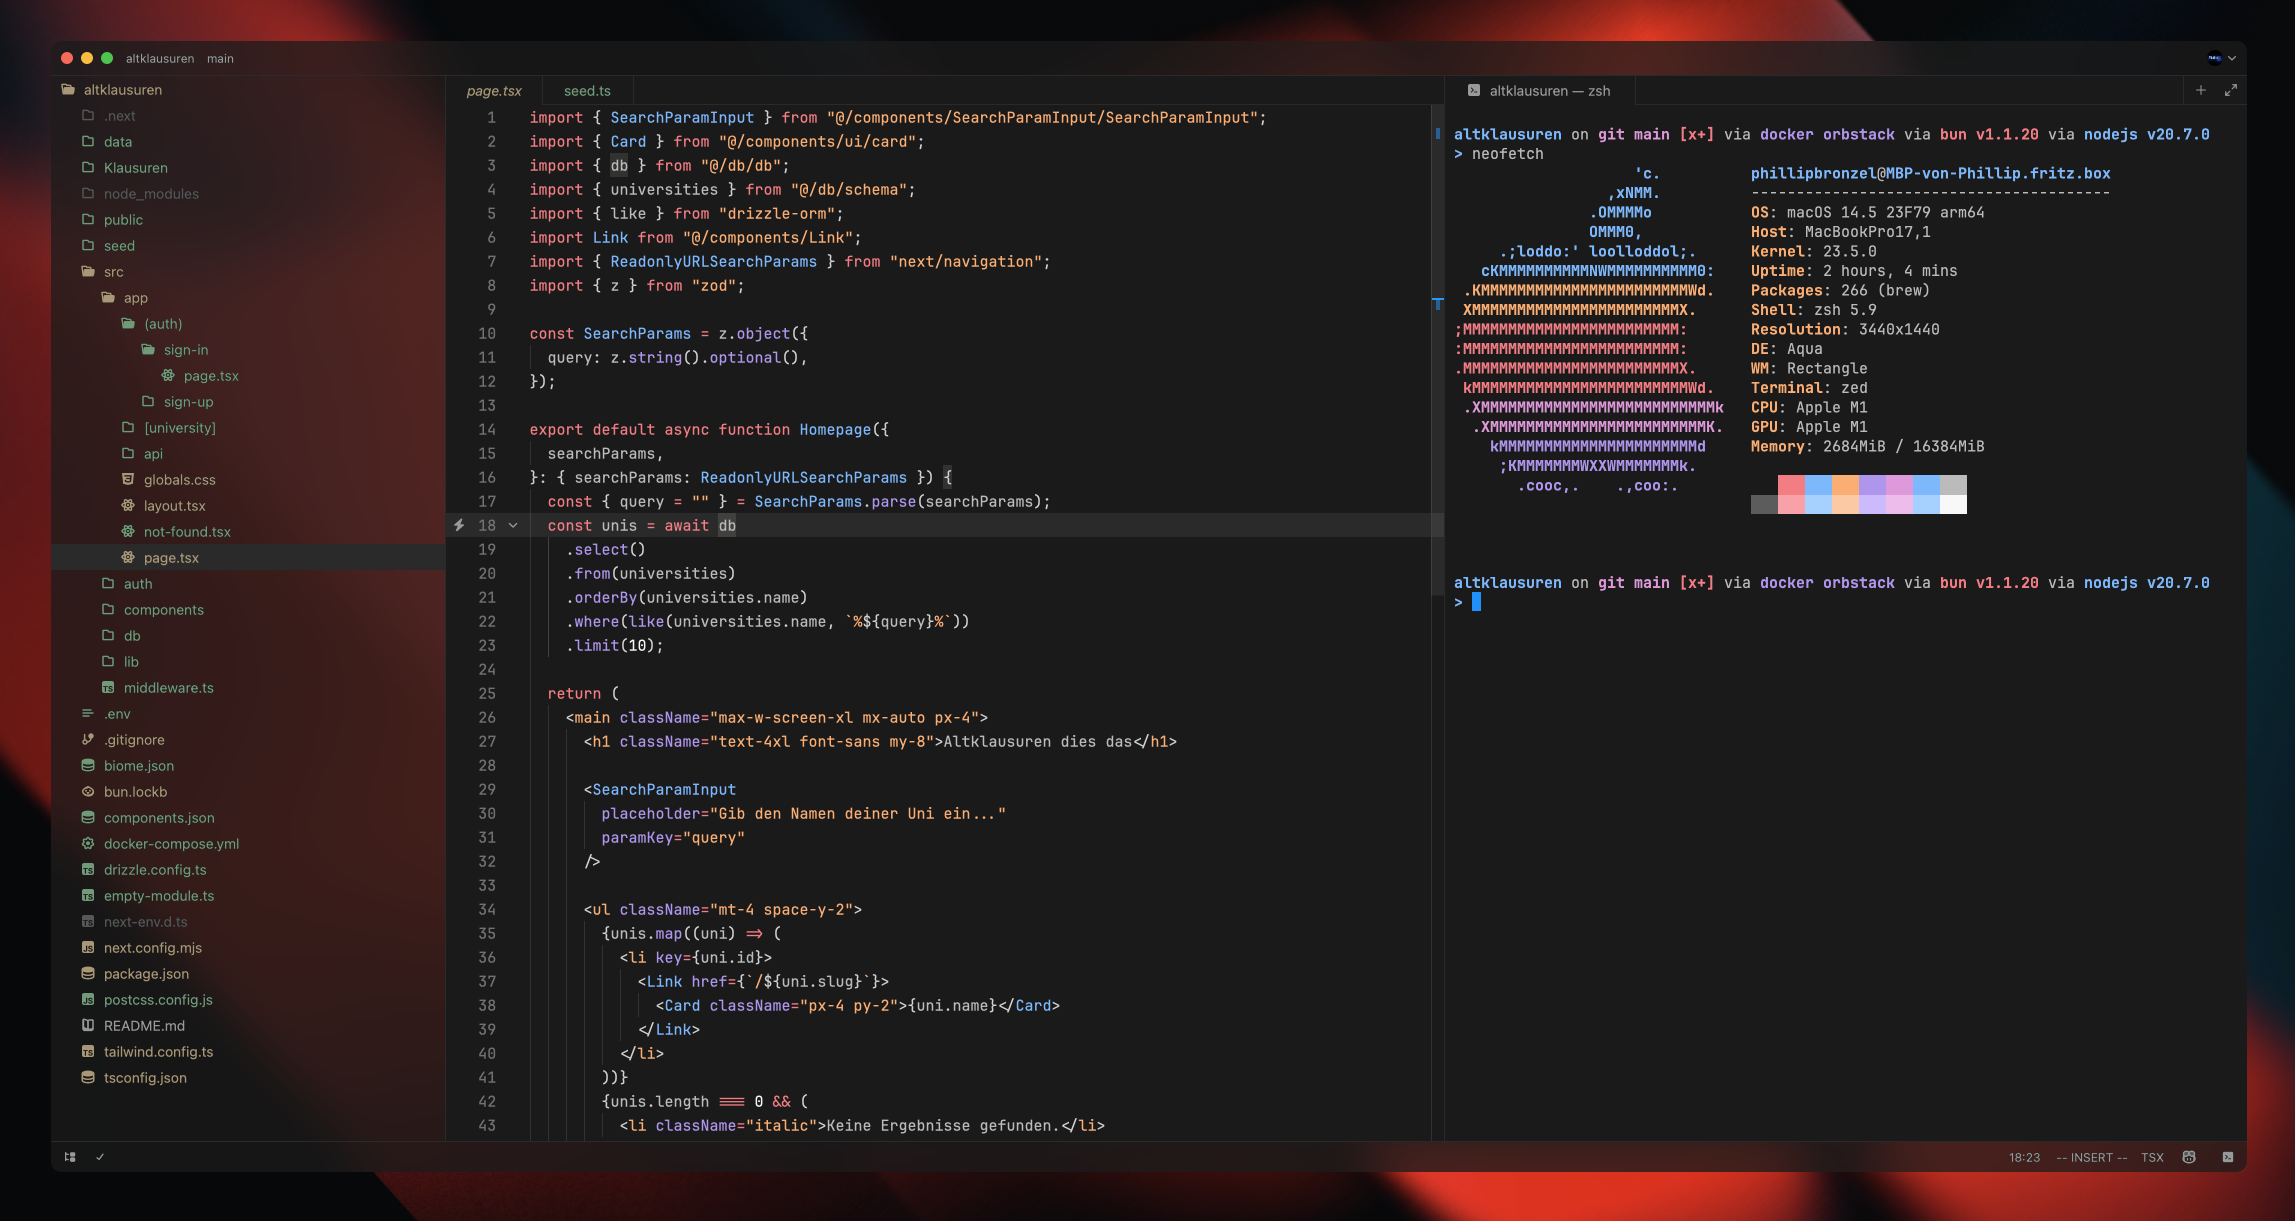 altklausuren main
altklausuren
.next
data
Klausuren
node_modules
public
seed
src
app
(auth)
sign-in
page.tsx
sign-up
[university]
api
globals.css
layout.tsx
not-found.tsx
page.tsx
auth
components
db
lib
middleware.ts
.env
.gitignore
biome.json
bun.lockb
components.json
docker-compose.yml
drizzle.config.ts
empty-module.ts
next-env.d.ts
next.config.mjs
package.json
postcss.config.js
README.md
tailwind.config.ts
tsconfig.json
page.tsx seed.ts
1 import { SearchParamInput } from "@/components/SearchParamInput/SearchParamInput";
2 import { Card } from "@/components/ui/card";
3 import { db } from "@/db/db";
4 import { universities } from "@/db/schema";
5 import { like } from "drizzle-orm";
6 import Link from "@/components/Link";
7 import { ReadonlyURLSearchParams } from "next/navigation";
8 import { z } from "zod";
9
10 const SearchParams = z.object({
11 query: z.string().optional(),
12 });
13
14 export default async function Homepage({
15 searchParams,
16 }: { searchParams: ReadonlyURLSearchParams }) {
17 const { query = "" } = SearchParams.parse(searchParams);
18 const unis = await db
19 .select()
20 .from(universities)
21 .orderBy(universities.name)
22 .where(like(universities.name, `%${query}%`))
23 .limit(10);
24
25 return (
26 <main className="max-w-screen-xl mx-auto px-4">
27 <h1 className="text-4xl font-sans my-8">Altklausuren dies das</h1>
28
29 <SearchParamInput
30 placeholder="Gib den Namen deiner Uni ein..."
31 paramKey="query"
32 />
33
34 <ul className="mt-4 space-y-2">
35 {unis.map((uni) => (
36 <li key={uni.id}>
37 <Link href={`/${uni.slug}`}>
38 <Card className="px-4 py-2">{uni.name}</Card>
39 </Link>
40 </li>
41 ))}
42 {unis.length === 0 && (
43 <li className="italic">Keine Ergebnisse gefunden.</li>
altklausuren — zsh
altklausuren on git main [x+] via docker orbstack via bun v1.1.20 via nodejs v20.7.0
> neofetch
'c.
,xNMM.
.OMMMMo
OMMM0,
.;loddo:' loolloddol;.
cKMMMMMMMMMMNWMMMMMMMMMM0:
.KMMMMMMMMMMMMMMMMMMMMMMMWd.
XMMMMMMMMMMMMMMMMMMMMMMMX.
;MMMMMMMMMMMMMMMMMMMMMMMM:
:MMMMMMMMMMMMMMMMMMMMMMMM:
.MMMMMMMMMMMMMMMMMMMMMMMMX.
kMMMMMMMMMMMMMMMMMMMMMMMMWd.
.XMMMMMMMMMMMMMMMMMMMMMMMMMMk
.XMMMMMMMMMMMMMMMMMMMMMMMMK.
kMMMMMMMMMMMMMMMMMMMMMMd
;KMMMMMMMWXXWMMMMMMMk.
.cooc,. .,coo:.
phillipbronzel@MBP-von-Phillip.fritz.box
----------------------------------------
OS: macOS 14.5 23F79 arm64
Host: MacBookPro17,1
Kernel: 23.5.0
Uptime: 2 hours, 4 mins
Packages: 266 (brew)
Shell: zsh 5.9
Resolution: 3440x1440
DE: Aqua
WM: Rectangle
Terminal: zed
CPU: Apple M1
GPU: Apple M1
Memory: 2684MiB / 16384MiB
altklausuren on git main [x+] via docker orbstack via bun v1.1.20 via nodejs v20.7.0
>
18:23 -- INSERT -- TSX